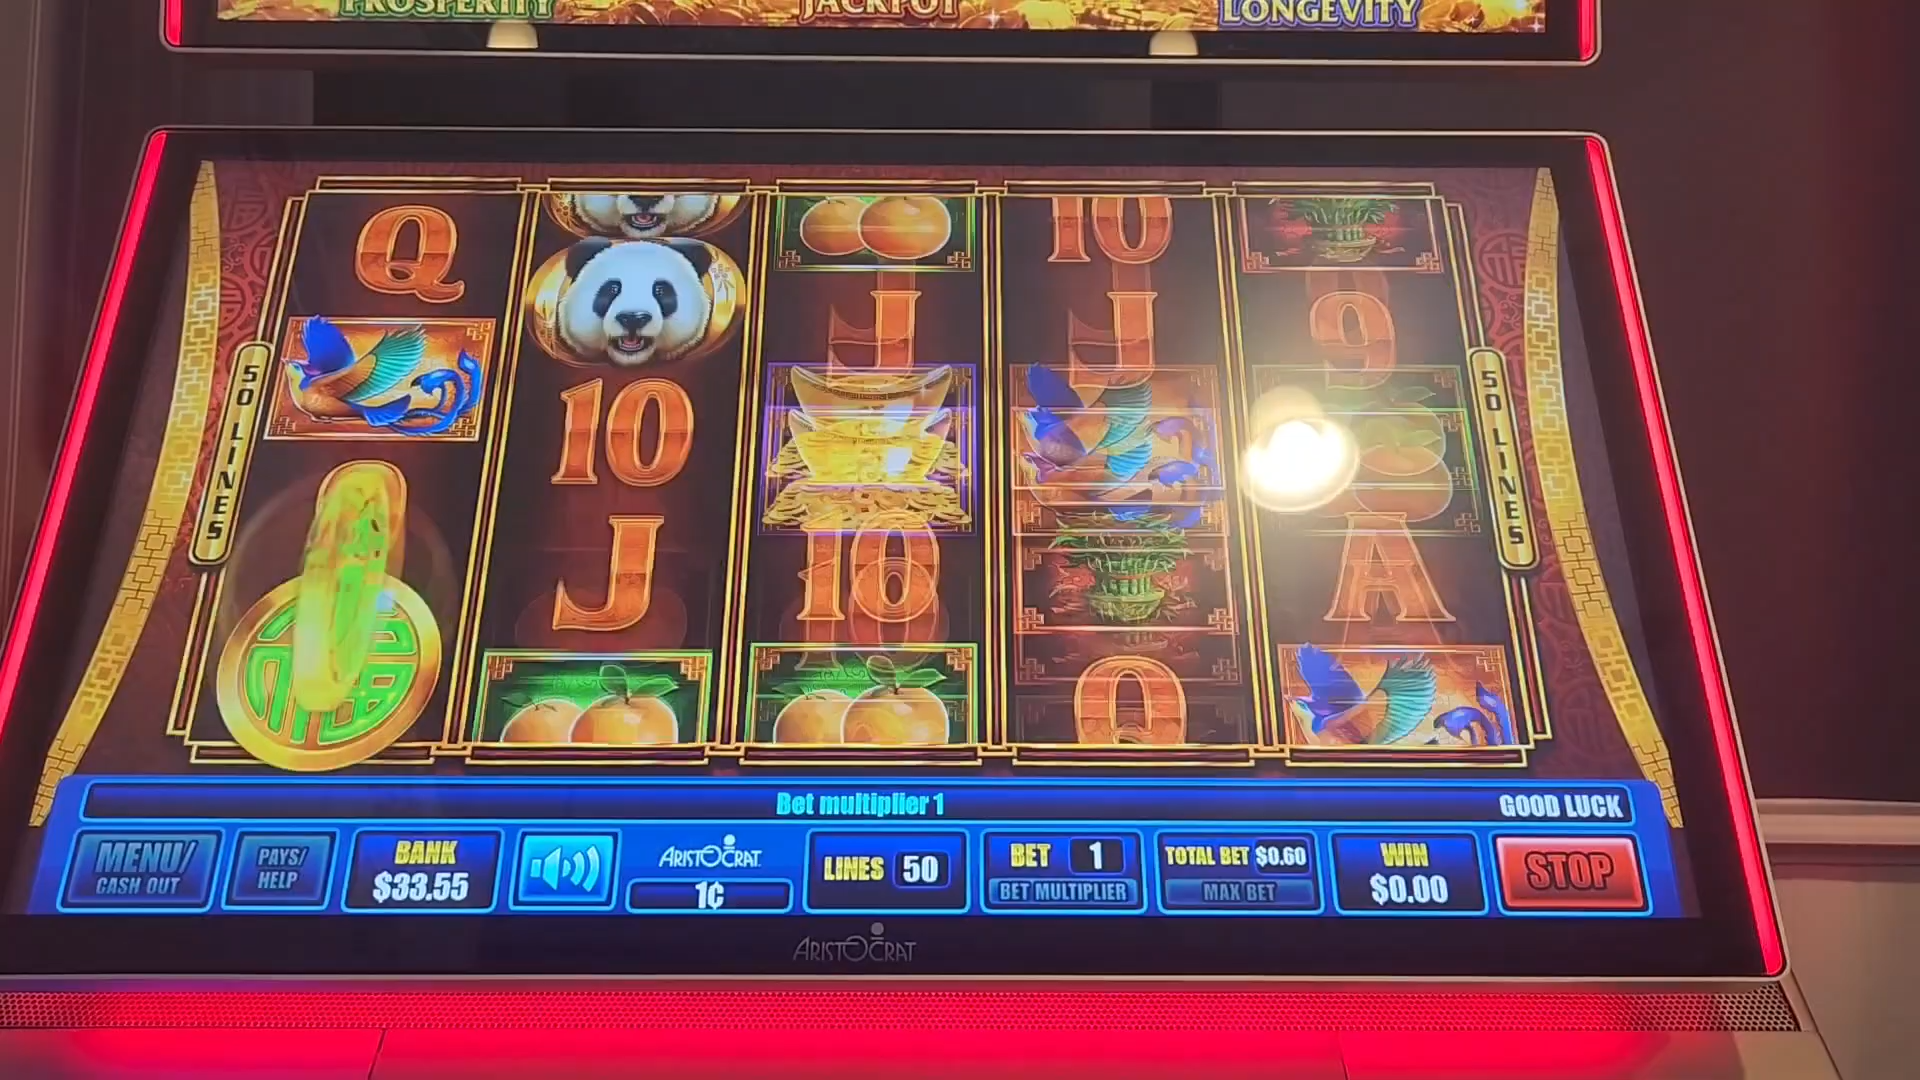 PROSPERITY
JACKPOT
LONGEVITY
Q
10
J
J
9
50 LINES
10
50 LINES
J
10
A
Q
福
Bet multiplier 1
GOOD LUCK
MENU/
CASH OUT
PAYS/
HELP
BANK
$33.55
ARISTOCRAT
1¢
LINES 50
BET 1
BET MULTIPLIER
TOTAL BET $0.60
MAX BET
WIN
$0.00
STOP
ARISTOCRAT